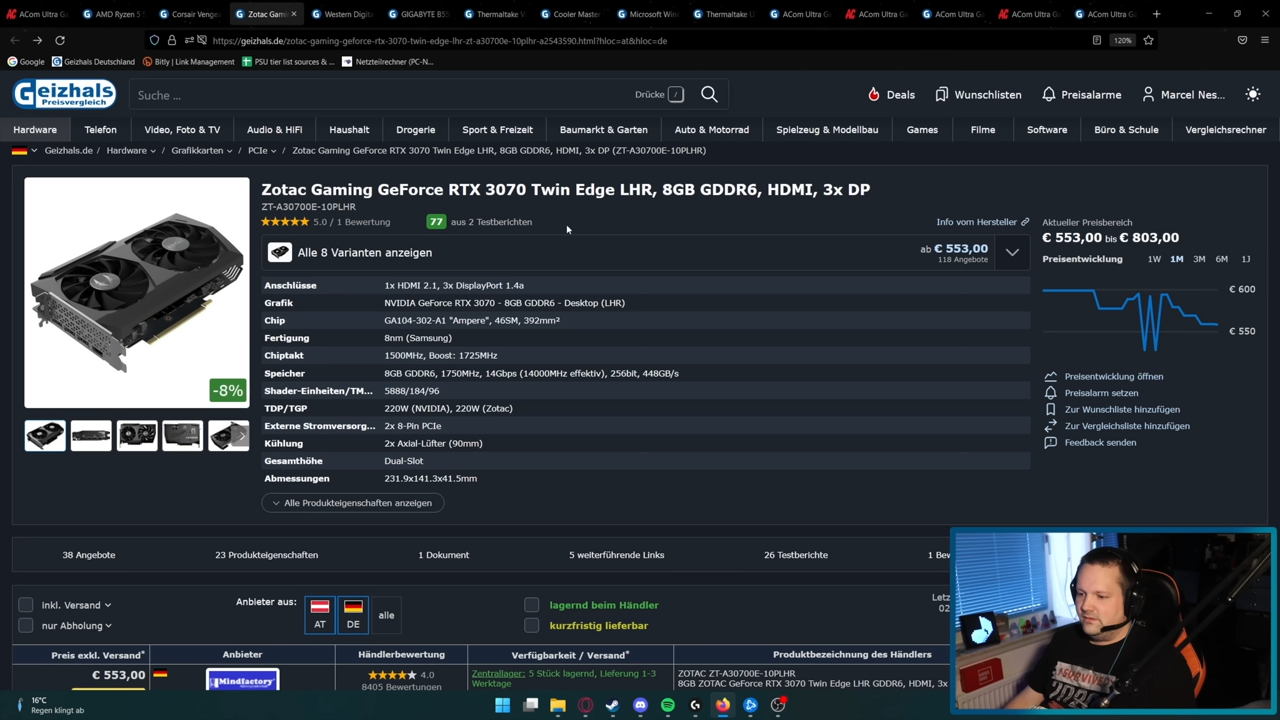 ACom Ultra Ga
AMD Ryzen 5 5
Corsair Vengea
Zotac Gami
Western Digita
GIGABYTE B55
Thermaltake V
Cooler Master
Microsoft Win
Thermaltake U
ACom Ultra Ga
ACom Ultra Ga
ACom Ultra Ga
ACom Ultra Ga
ACom Ultra Ga
https://geizhals.de/zotac-gaming-geforce-rtx-3070-twin-edge-lhr-zt-a30700e-10plhr-a2543590.html?hloc=at&hloc=de
120%
Google
Geizhals Deutschland
Bitly | Link Management
PSU tier list sources & ...
Netzteilrechner (PC-N...
Geizhals
Preisvergleich
Suche ...
Drücke /
Deals
Wunschlisten
Preisalarme
Marcel Nes...
Hardware
Telefon
Video, Foto & TV
Audio & HiFi
Haushalt
Drogerie
Sport & Freizeit
Baumarkt & Garten
Auto & Motorrad
Spielzeug & Modellbau
Games
Filme
Software
Büro & Schule
Vergleichsrechner
Geizhals.de / Hardware / Grafikkarten / PCIe / Zotac Gaming GeForce RTX 3070 Twin Edge LHR, 8GB GDDR6, HDMI, 3x DP (ZT-A30700E-10PLHR)
Zotac Gaming GeForce RTX 3070 Twin Edge LHR, 8GB GDDR6, HDMI, 3x DP
ZT-A30700E-10PLHR
5.0 / 1 Bewertung
77 aus 2 Testberichten
Info vom Hersteller
Alle 8 Varianten anzeigen
ab € 553,00
118 Angebote
Anschlüsse 1x HDMI 2.1, 3x DisplayPort 1.4a
Grafik NVIDIA GeForce RTX 3070 - 8GB GDDR6 - Desktop (LHR)
Chip GA104-302-A1 "Ampere", 46SM, 392mm²
Fertigung 8nm (Samsung)
Chiptakt 1500MHz, Boost: 1725MHz
Speicher 8GB GDDR6, 1750MHz, 14Gbps (14000MHz effektiv), 256bit, 448GB/s
Shader-Einheiten/TM... 5888/184/96
TDP/TGP 220W (NVIDIA), 220W (Zotac)
Externe Stromversorg... 2x 8-Pin PCIe
Kühlung 2x Axial-Lüfter (90mm)
Gesamthöhe Dual-Slot
Abmessungen 231.9x141.3x41.5mm
Alle Produkteigenschaften anzeigen
-8%
Aktueller Preisbereich
€ 553,00 bis € 803,00
Preisentwicklung 1W 1M 3M 6M 1J
€ 600
€ 550
Preisentwicklung öffnen
Preisalarm setzen
Zur Wunschliste hinzufügen
Zur Vergleichsliste hinzufügen
Feedback senden
38 Angebote
23 Produkteigenschaften
1 Dokument
5 weiterführende Links
26 Testberichte
1 Bew
inkl. Versand
nur Abholung
Anbieter aus:
AT
DE
alle
lagernd beim Händler
kurzfristig lieferbar
Letz
02
Preis exkl. Versand*
Anbieter
Händlerbewertung
Verfügbarkeit / Versand*
Produktbezeichnung des Händlers
€ 553,00
Mindfactory
4.0
8405 Bewertungen
Zentrallager: 5 Stück lagernd, Lieferung 1-3
Werktage
ZOTAC ZT-A30700E-10PLHR
8GB ZOTAC GeForce RTX 3070 Twin Edge LHR GDDR6, HDMI, 3x
16°C
Regen klingt ab